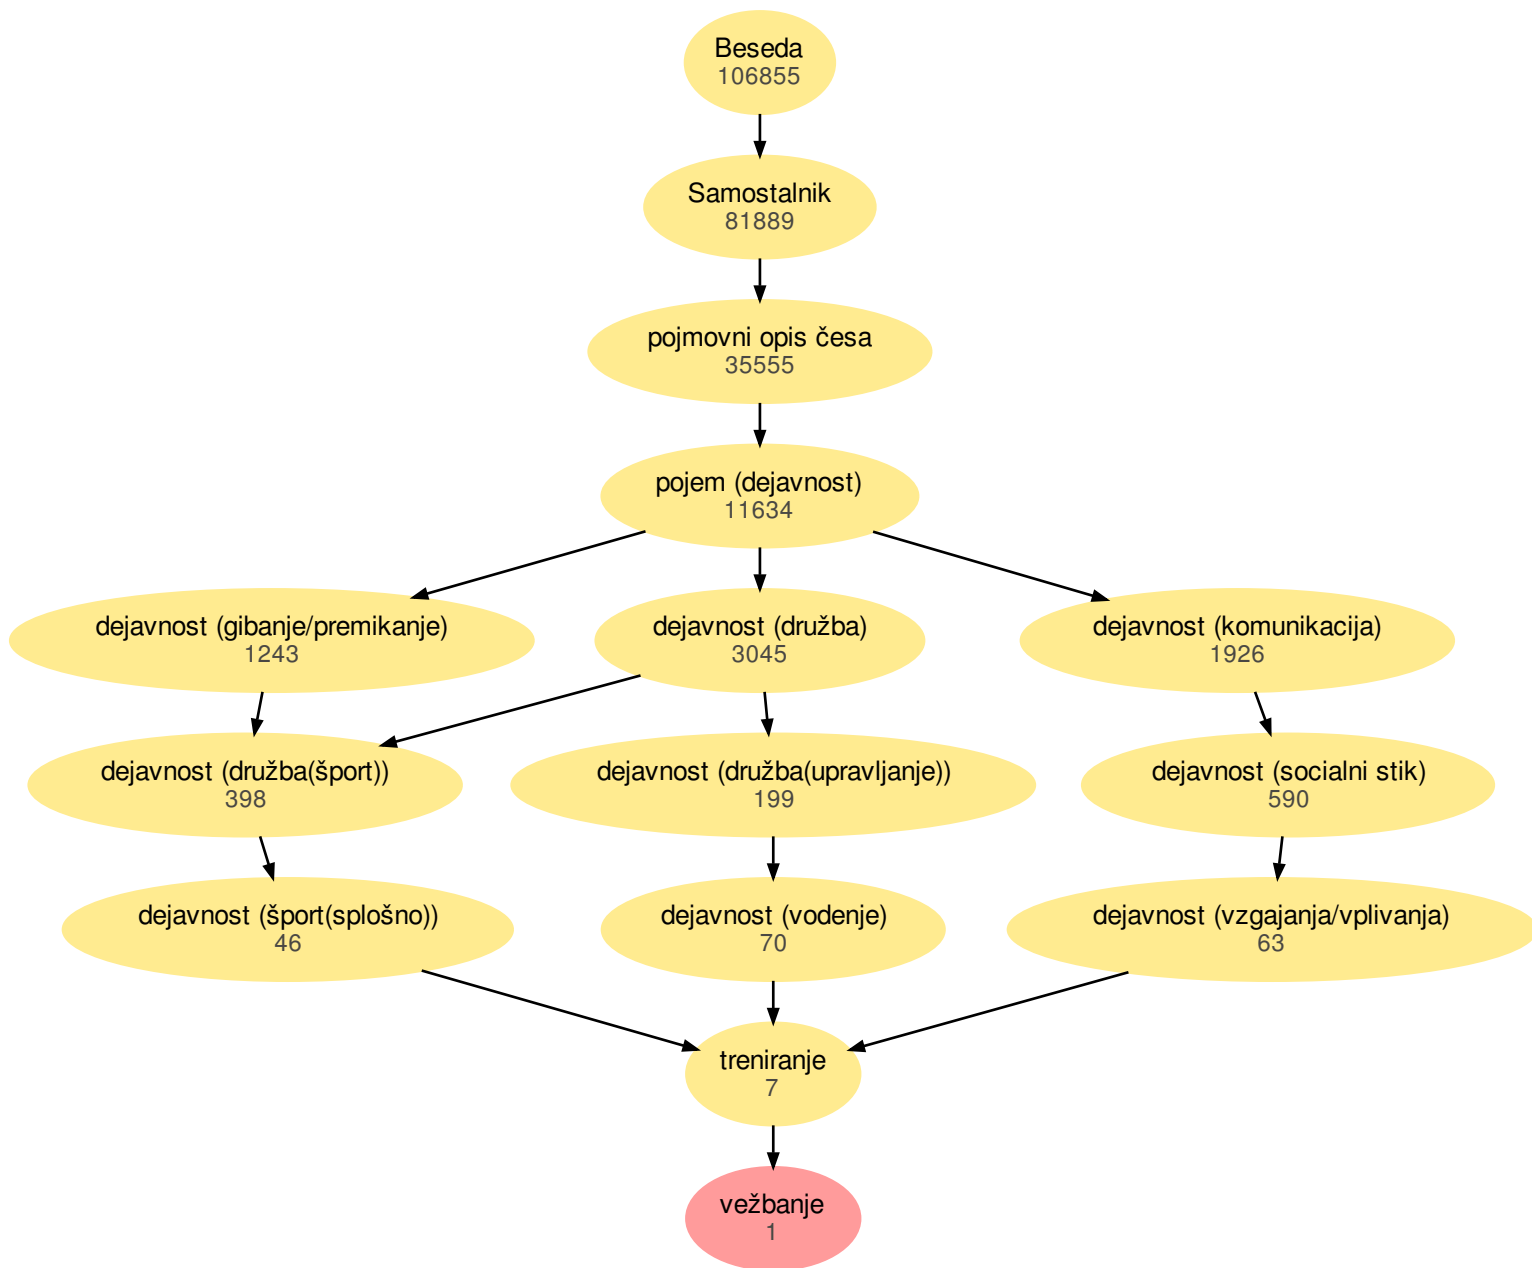 Beseda
106855
Samostalnik
81889
pojmovni opis česa
35555
pojem (dejavnost)
11634
dejavnost (gibanje/premikanje)
1243
dejavnost (družba)
3045
dejavnost (komunikacija)
1926
dejavnost (družba(šport))
398
dejavnost (družba(upravljanje))
199
dejavnost (socialni stik)
590
dejavnost (šport(splošno))
46
dejavnost (vodenje)
70
dejavnost (vzgajanja/vplivanja)
63
treniranje
7
vežbanje
1